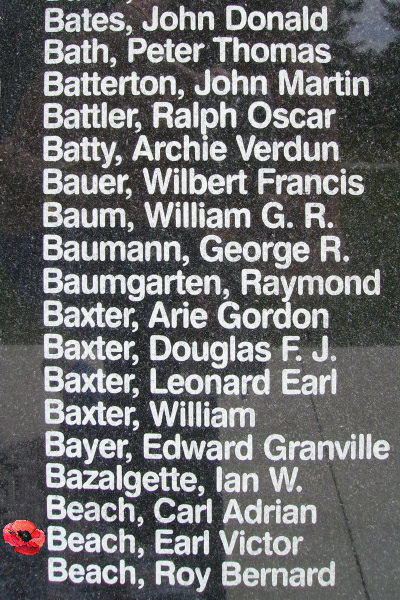 Bates, John Donald
Bath, Peter Thomas
Batterton, John Martin
Battler, Ralph Oscar
Batty, Archie Verdun
Bauer, Wilbert Francis
Baum, William G. R.
Baumann, George R.
Baumgarten, Raymond
Baxter, Arie Gordon
Baxter, Douglas F. J.
Baxter, Leonard Earl
Baxter, William
Bayer, Edward Granville
Bazalgette, Ian W.
Beach, Carl Adrian
Beach, Earl Victor
Beach, Roy Bernard